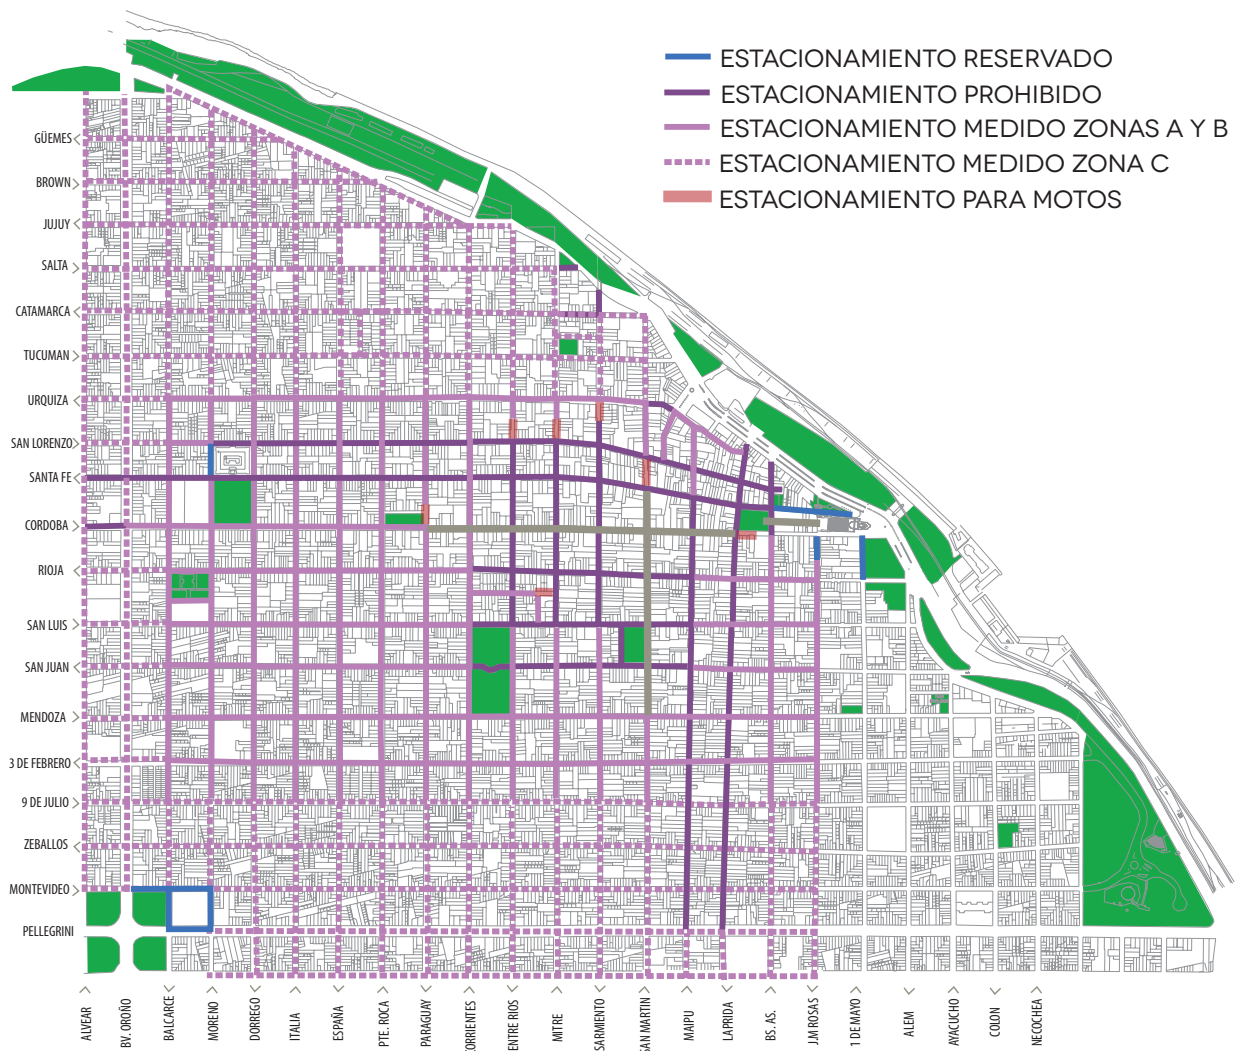 ESTACIONAMIENTO RESERVADO
ESTACIONAMIENTO PROHIBIDO
ESTACIONAMIENTO MEDIDO ZONAS A Y B
ESTACIONAMIENTO MEDIDO ZONA C
ESTACIONAMIENTO PARA MOTOS
GÜEMES
BROWN
JUJUY
SALTA
CATAMARCA
TUCUMAN
URQUIZA
SAN LORENZO
SANTA FE
CORDOBA
RIOJA
SAN LUIS
SAN JUAN
MENDOZA
3 DE FEBRERO
9 DE JULIO
ZEBALLOS
MONTEVIDEO
PELLEGRINI
ALVEAR
BV. OROÑO
BALCARCE
MORENO
DORREGO
ITALIA
ESPAÑA
PTE. ROCA
PARAGUAY
CORRIENTES
ENTRE RIOS
MITRE
SARMIENTO
SAN MARTIN
MAIPU
LAPRIDA
BS. AS.
J.M ROSAS
1 DE MAYO
ALEM
AYACUCHO
COLON
NECOCHEA